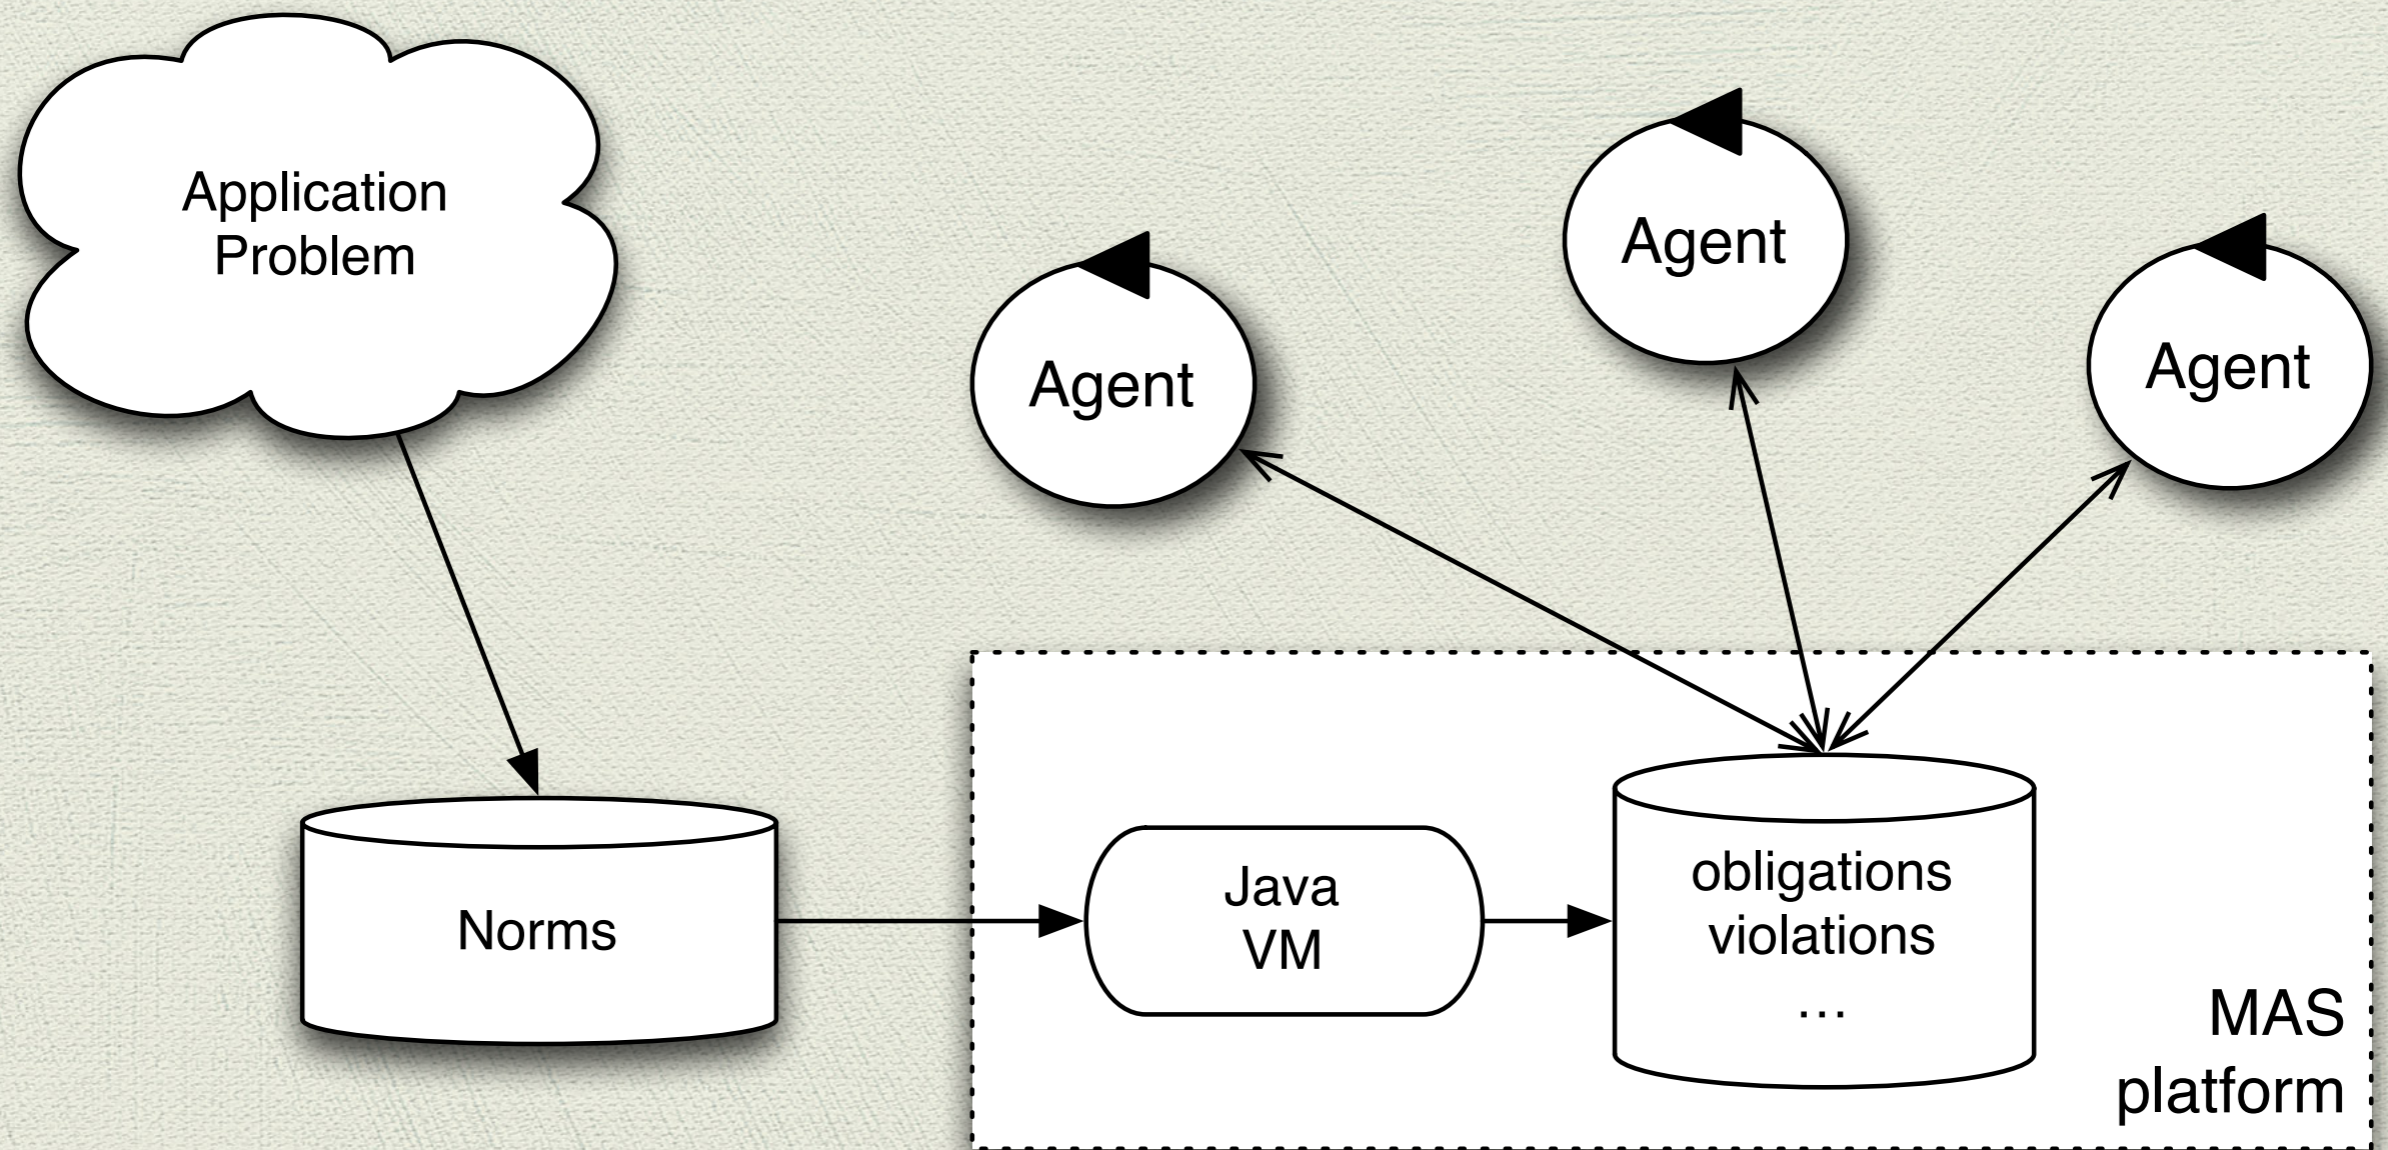 Application
Problem
Agent
Agent
Agent
Norms
Java
VM
obligations
violations
…
MAS
platform